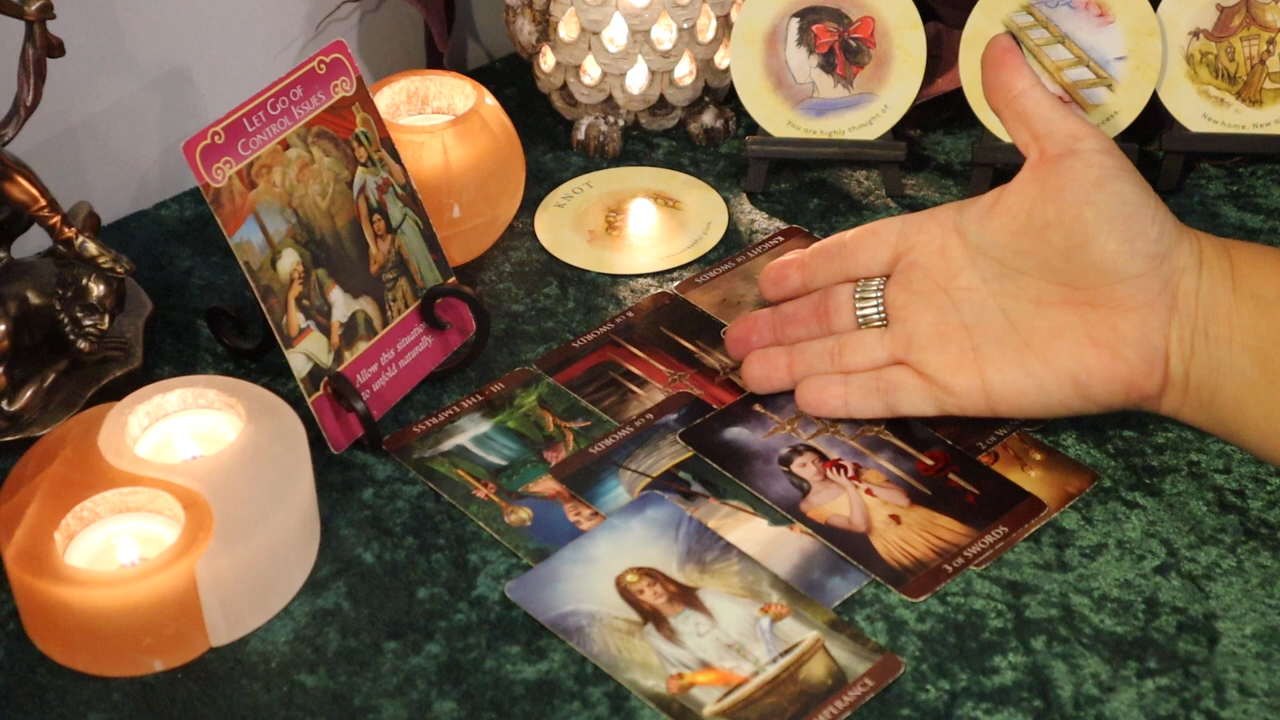 LET GO OF
CONTROL ISSUES
Allow this situation
to unfold naturally.
KNOT
You are highly thought of
New home, New
KNIGHT OF SWORDS
8 OF SWORDS
III. THE EMPRESS
6 OF SWORDS
2 OF
3 OF SWORDS